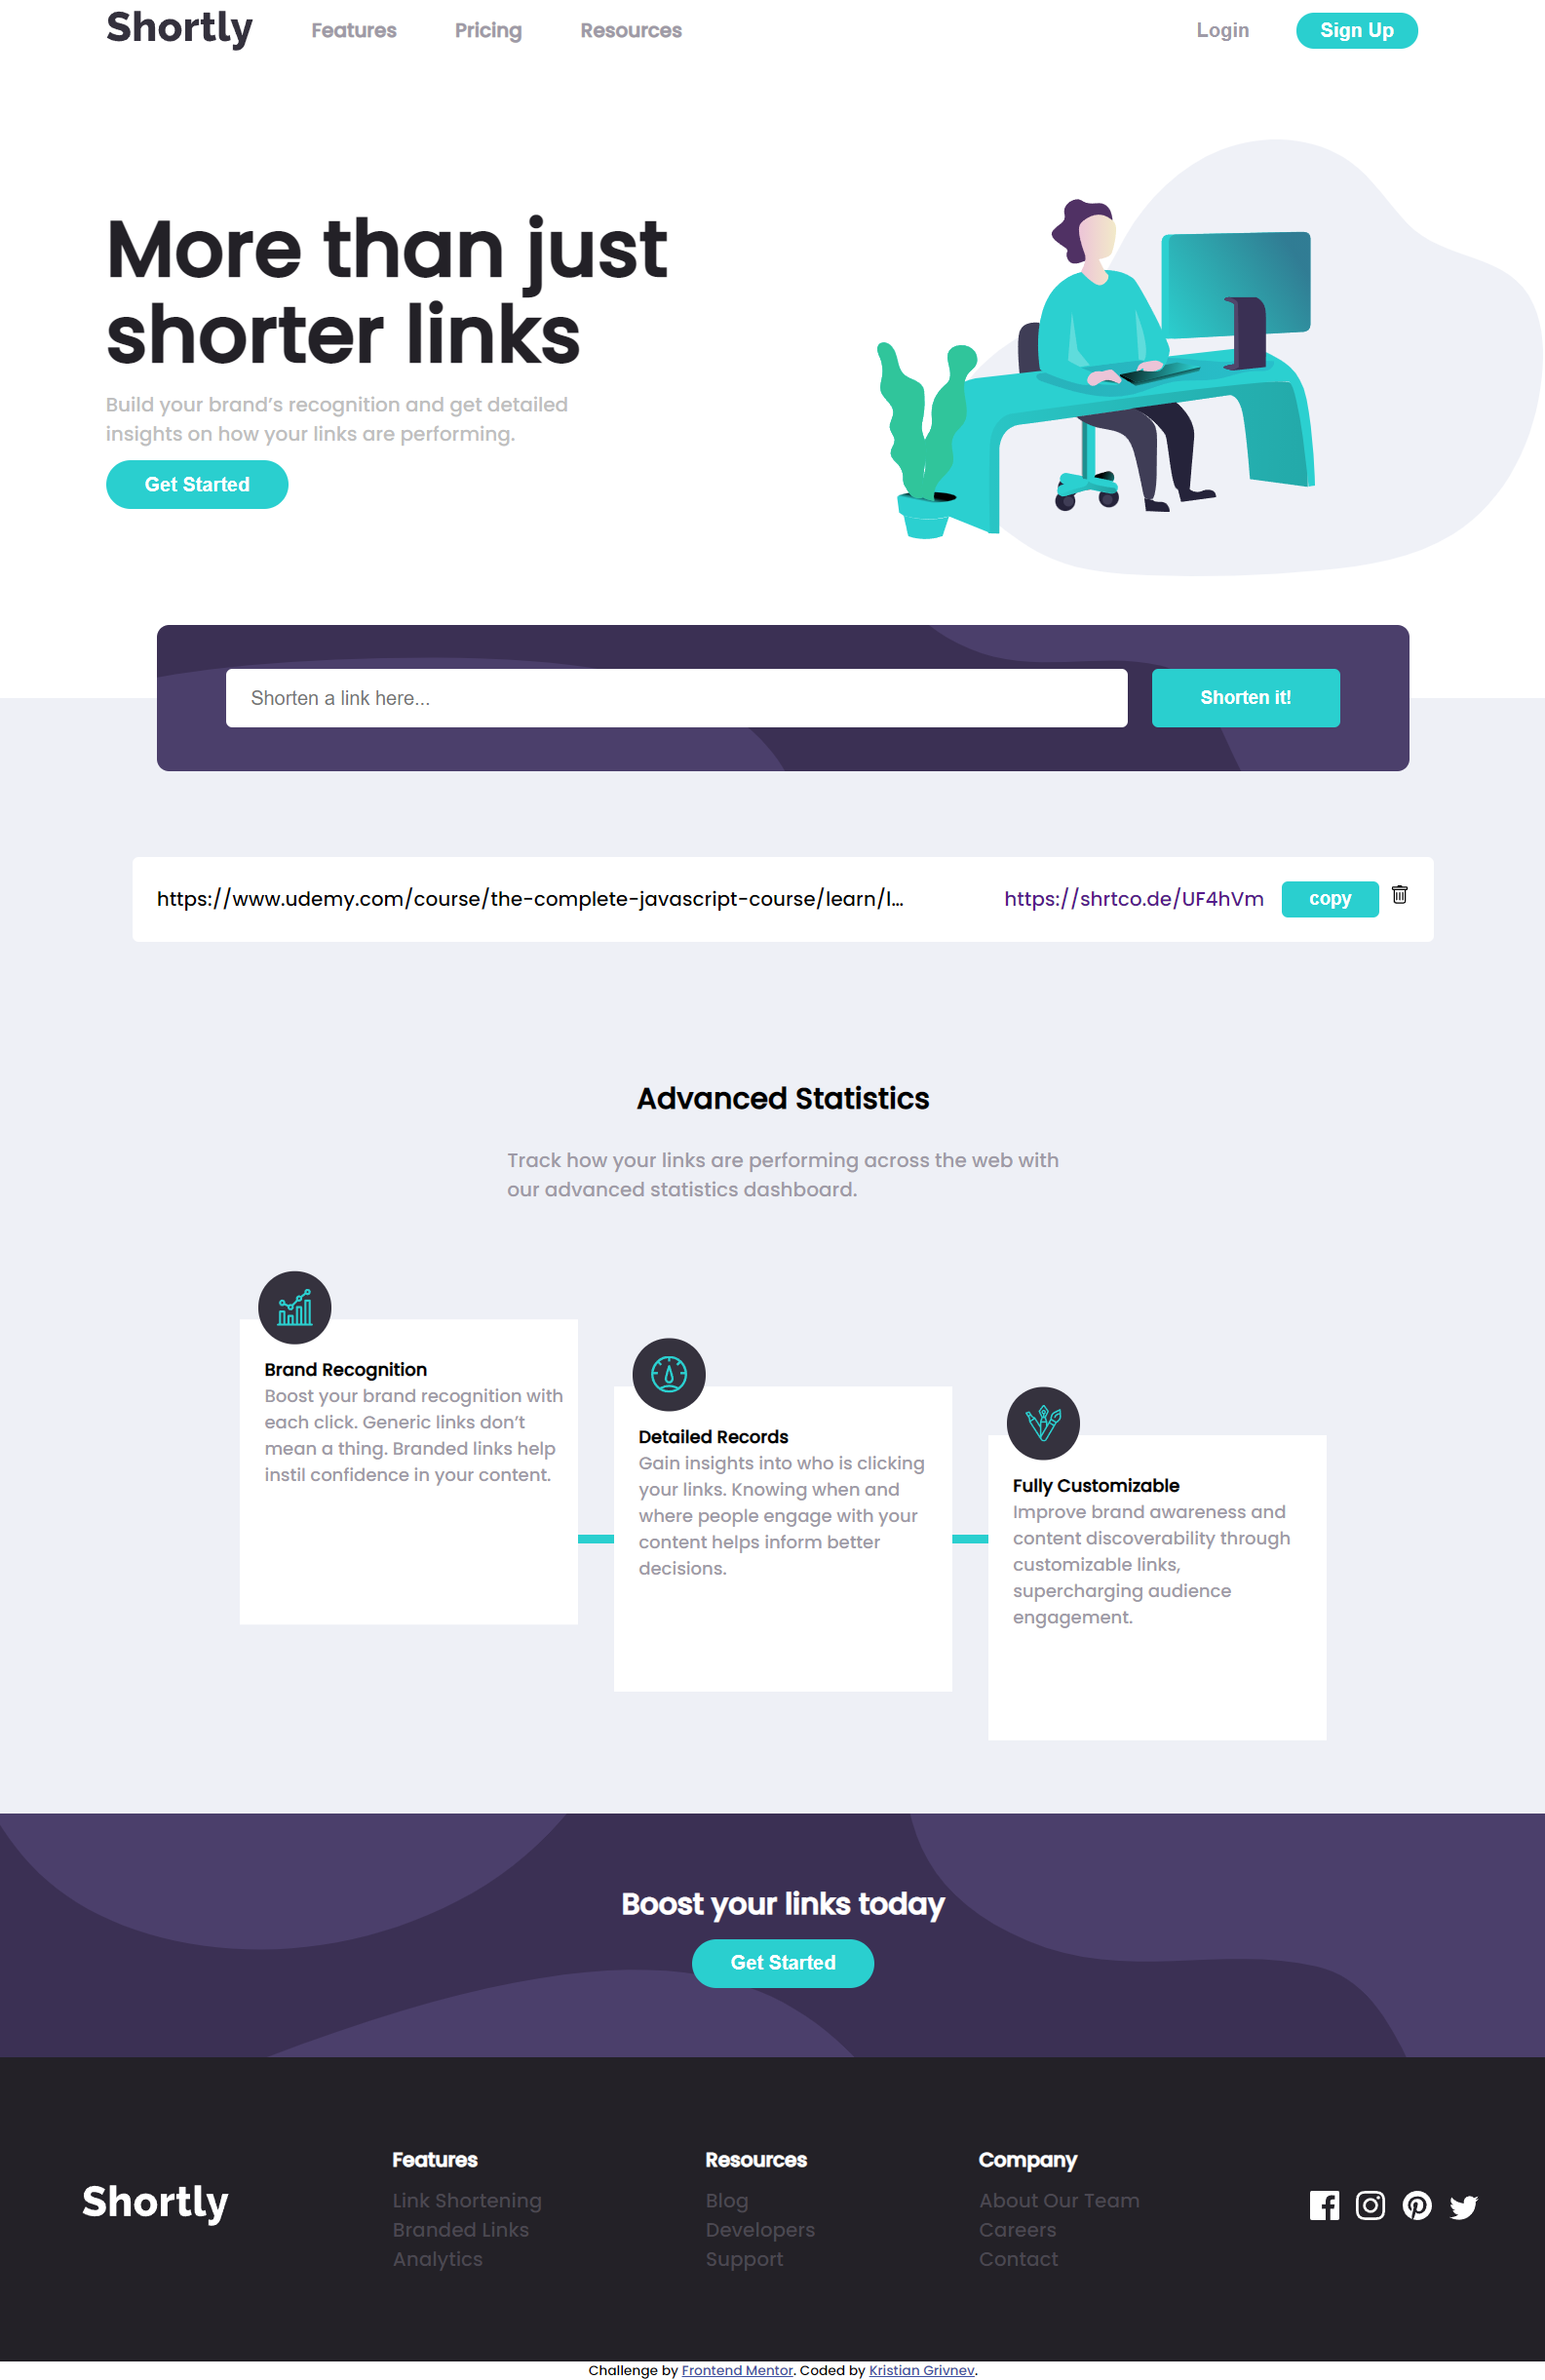 Shortly Features Pricing Resources Login Sign Up
More than just
shorter links
Build your brand’s recognition and get detailed
insights on how your links are performing.
Get Started
Shorten a link here... Shorten it!
https://www.udemy.com/course/the-complete-javascript-course/learn/l... https://shrtco.de/UF4hVm copy
Advanced Statistics
Track how your links are performing across the web with
our advanced statistics dashboard.
Brand Recognition
Boost your brand recognition with
each click. Generic links don’t
mean a thing. Branded links help
instil confidence in your content.
Detailed Records
Gain insights into who is clicking
your links. Knowing when and
where people engage with your
content helps inform better
decisions.
Fully Customizable
Improve brand awareness and
content discoverability through
customizable links,
supercharging audience
engagement.
Boost your links today
Get Started
Shortly
Features
Link Shortening
Branded Links
Analytics
Resources
Blog
Developers
Support
Company
About Our Team
Careers
Contact
Challenge by Frontend Mentor. Coded by Kristian Grivnev.